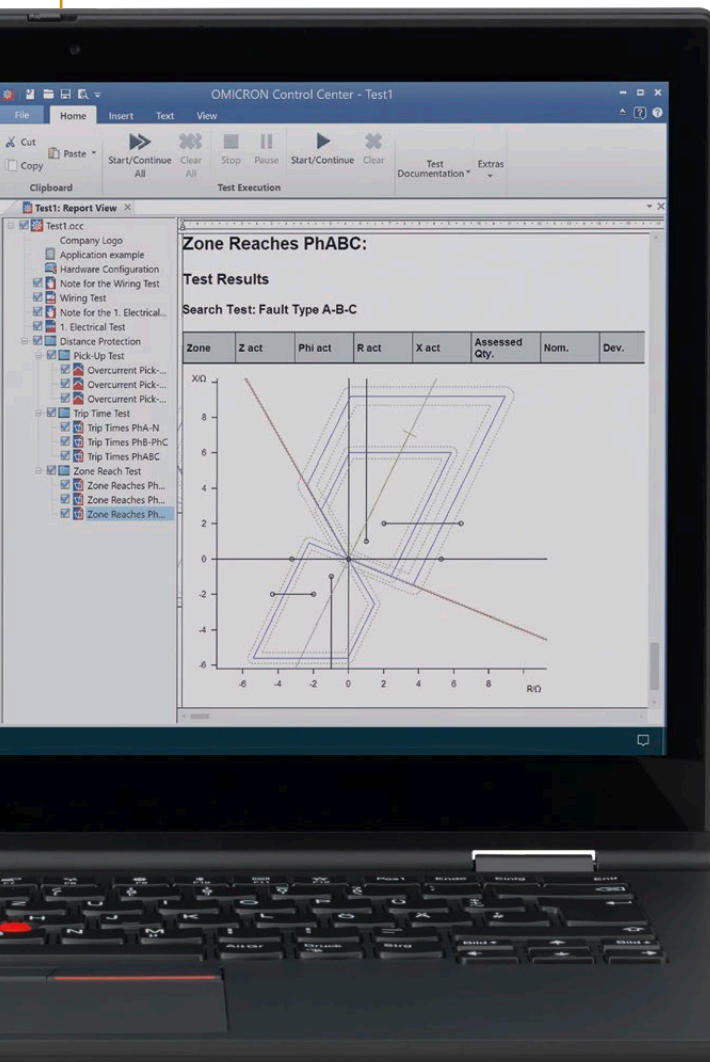 OMICRON Control Center - Test1
File Home Insert Text View
Cut
Copy
Paste
Clipboard
Start/Continue All
Clear All
Stop
Pause
Start/Continue
Clear
Test Execution
Test Documentation
Extras
Test1: Report View
Test1.occ
Company Logo
Application example
Hardware Configuration
Note for the Wiring Test
Wiring Test
Note for the 1. Electrical...
1. Electrical Test
Distance Protection
Pick-Up Test
Overcurrent Pick-...
Overcurrent Pick-...
Overcurrent Pick-...
Trip Time Test
Trip Times PhA-N
Trip Times PhB-PhC
Trip Times PhABC
Zone Reach Test
Zone Reaches Ph...
Zone Reaches Ph...
Zone Reaches Ph...
Zone Reaches PhABC:
Test Results
Search Test: Fault Type A-B-C
Zone Z act Phi act R act X act Assessed Qty. Nom. Dev.
X/Ω
8
6
4
2
0
-2
-4
-6
-6 -4 -2 0 2 4 6 8
R/Ω
F7 F8 F9 F10 F11 F12 Pos1 Ende Einfg Entf
Z U I O P Ü
H J K L Ö Ä
N M
Alt Gr Druck Strg Bild Bild